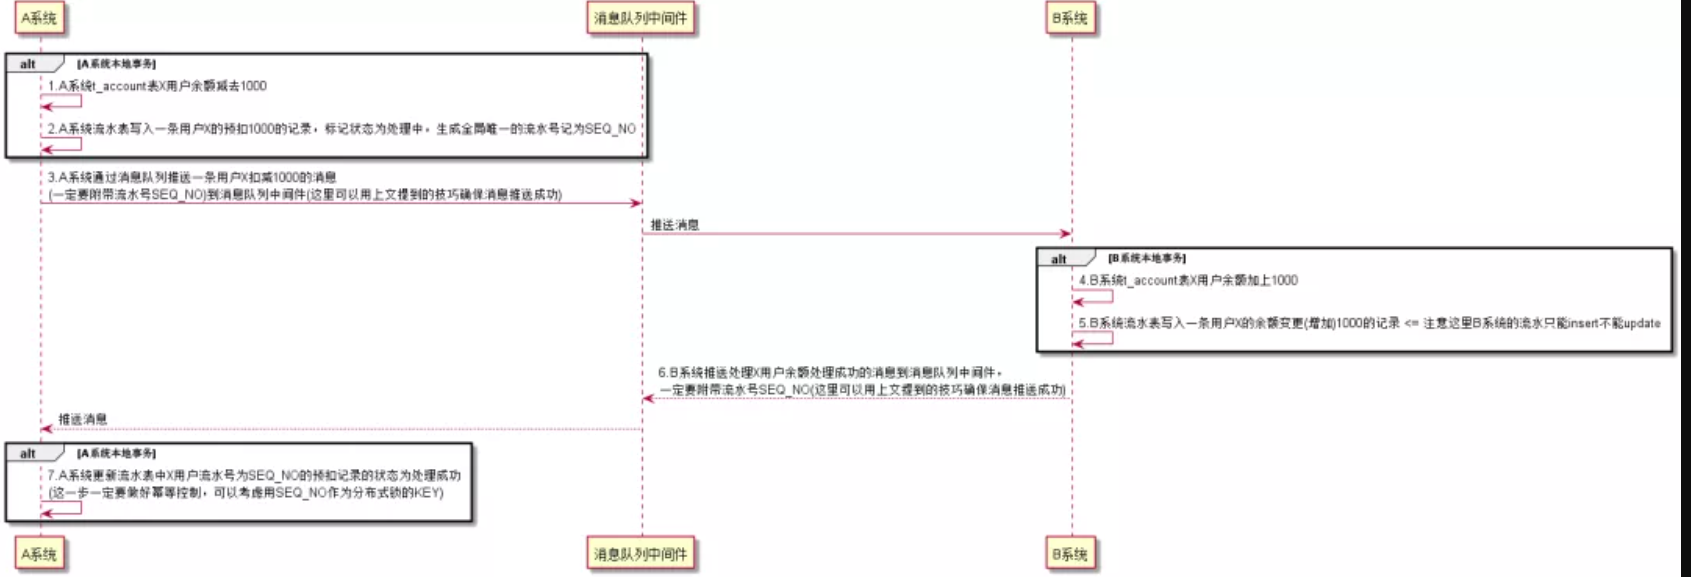 A系统
消息队列中间件
B系统
alt [A系统本地事务]
1.A系统t_account表X用户余额减去1000
2.A系统流水表写入一条用户X的预扣1000的记录，标记状态为处理中，生成全局唯一的流水号记为SEQ_NO
3.A系统通过消息队列推送一条用户X扣减1000的消息
(一定要附带流水号SEQ_NO)到消息队列中间件(这里可以用上文提到的技巧确保消息推送成功)
推送消息
alt [B系统本地事务]
4.B系统t_account表X用户余额加上1000
5.B系统流水表写入一条用户X的余额变更(增加)1000的记录 <= 注意这里B系统的流水只能insert不能update
6.B系统推送处理X用户余额处理成功的消息到消息队列中间件，
一定要附带流水号SEQ_NO(这里可以用上文提到的技巧确保消息推送成功)
推送消息
alt [A系统本地事务]
7.A系统更新流水表中X用户流水号为SEQ_NO的预扣记录的状态为处理成功
(这一步一定要做好幂等控制，可以考虑用SEQ_NO作为分布式锁的KEY)
A系统
消息队列中间件
B系统